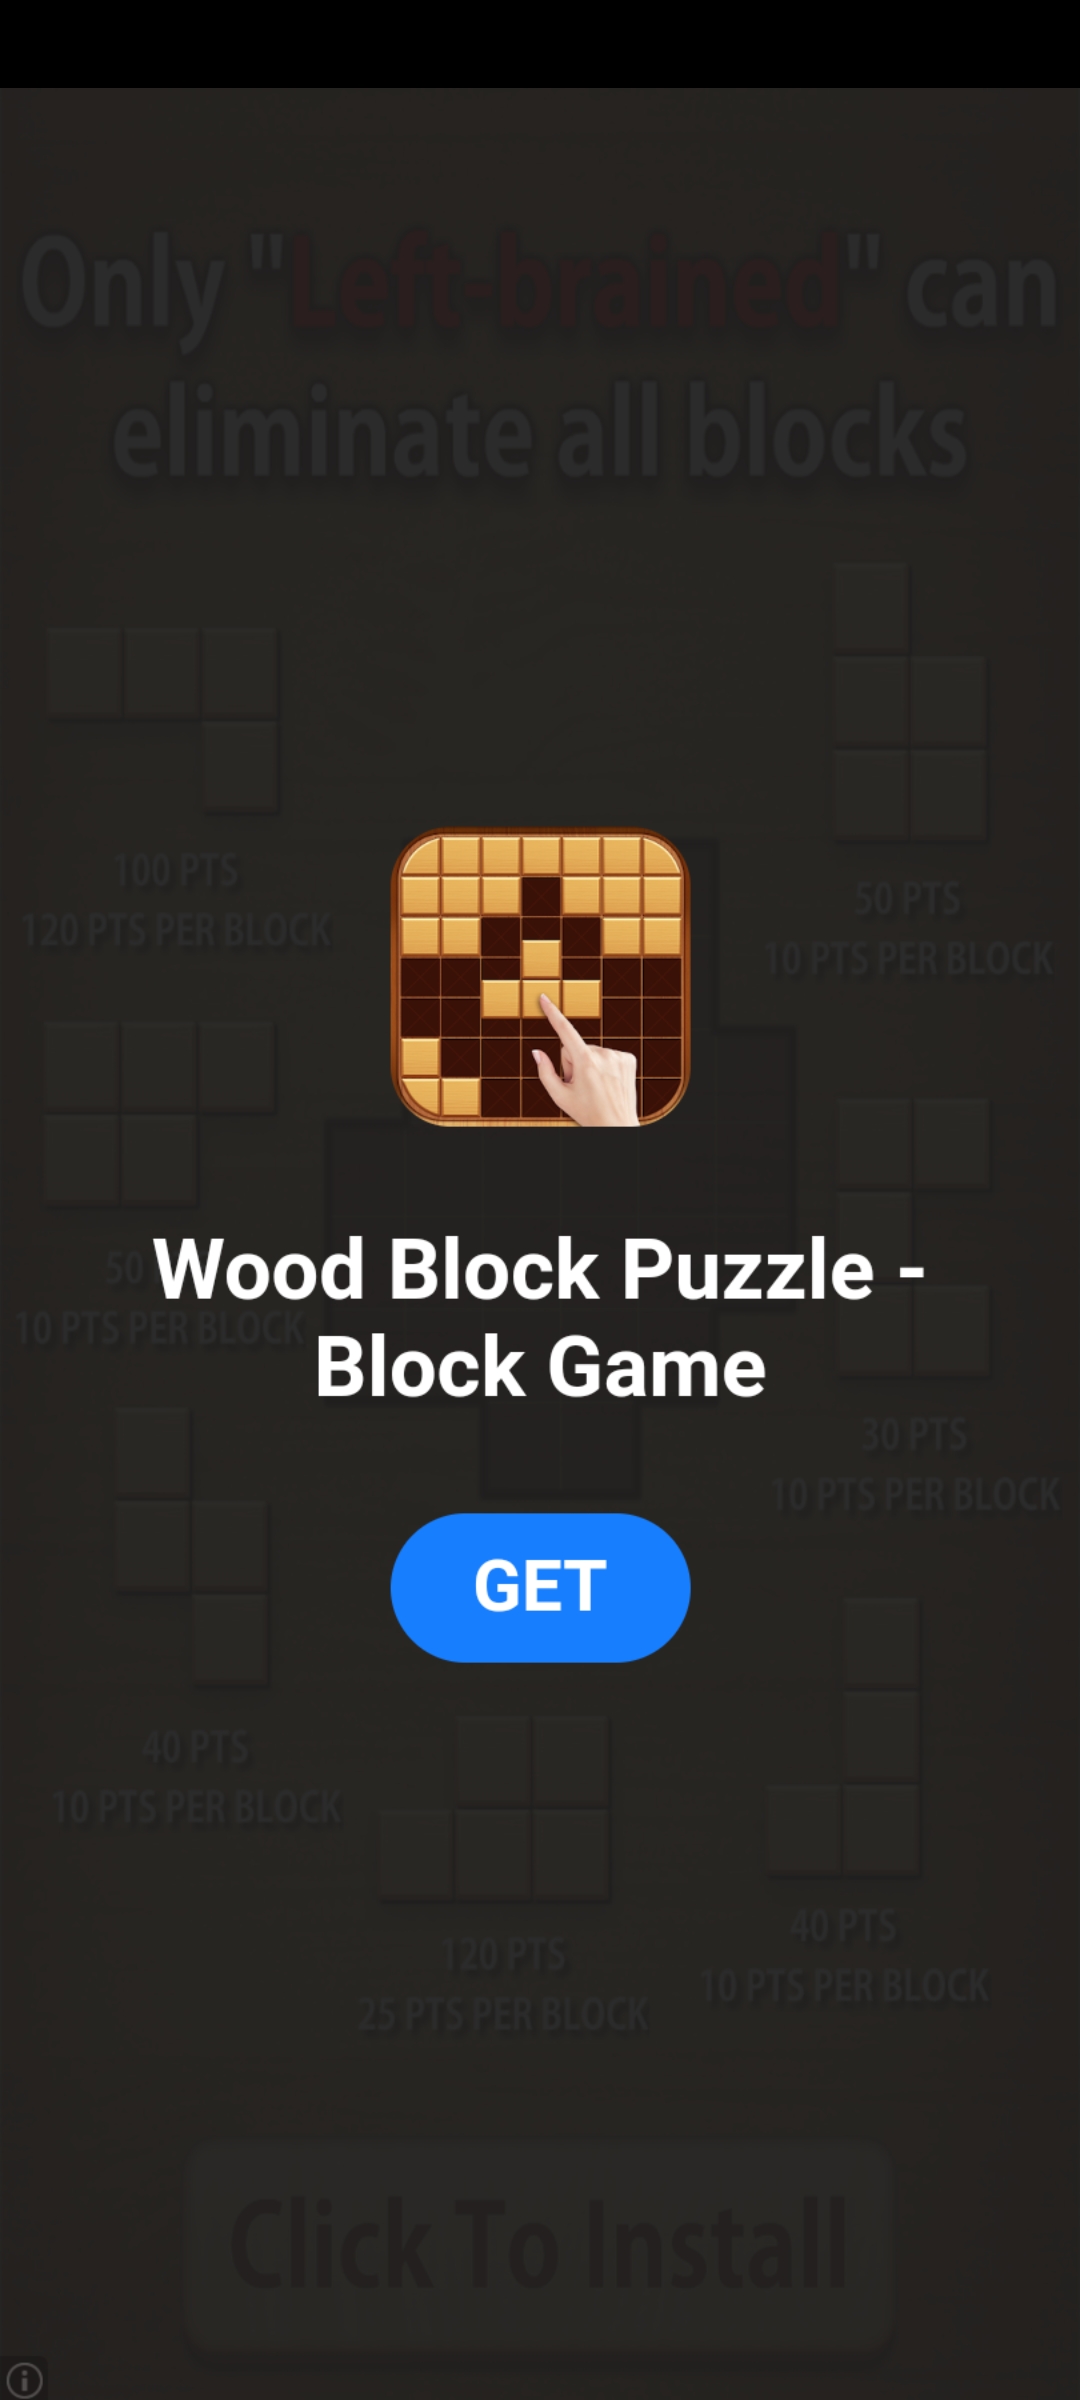 Only "Left-brained" can
eliminate all blocks
100 PTS
120 PTS PER BLOCK
50 PTS
10 PTS PER BLOCK
50
10 PTS PER BLOCK
Wood Block Puzzle -
Block Game
30 PTS
10 PTS PER BLOCK
GET
40 PTS
10 PTS PER BLOCK
120 PTS
25 PTS PER BLOCK
40 PTS
10 PTS PER BLOCK
Click To Install